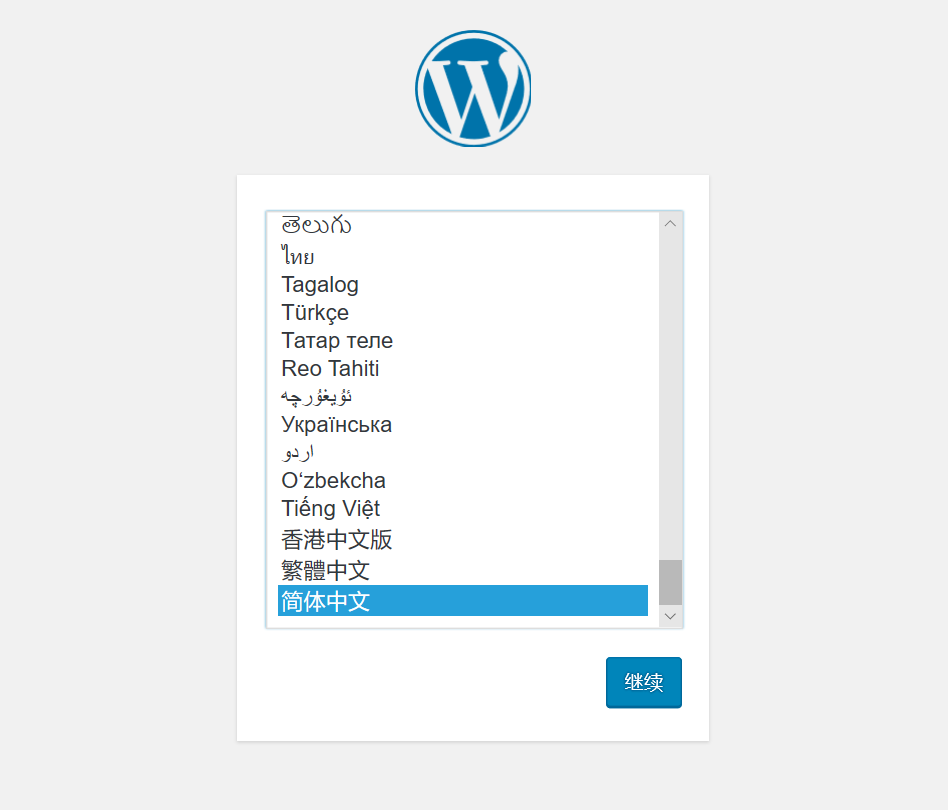 తెలుగు
ไทย
Tagalog
Türkçe
Татар теле
Reo Tahiti
ئۇيغۇرچە
Українська
اردو
O‘zbekcha
Tiếng Việt
香港中文版
繁體中文
简体中文
继续